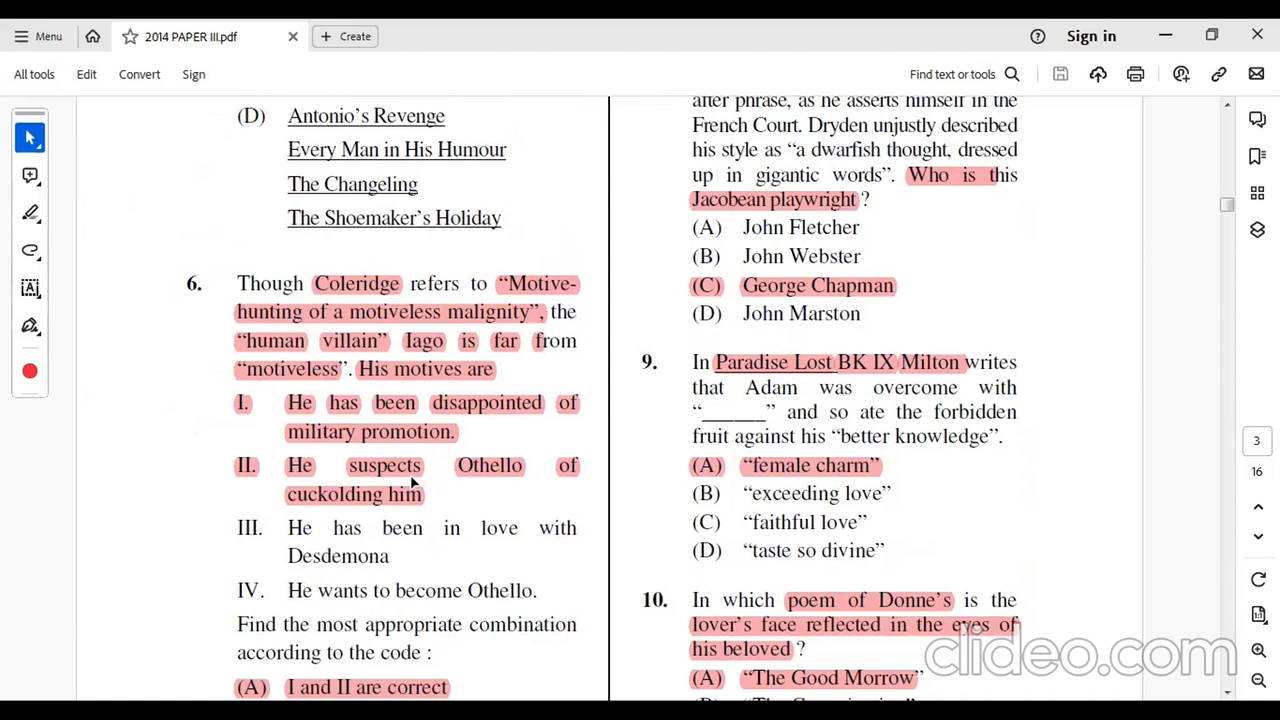 Menu
2014 PAPER III.pdf
Create
Sign in
All tools
Edit
Convert
Sign
Find text or tools
(D) Antonio's Revenge
Every Man in His Humour
The Changeling
The Shoemaker's Holiday
6. Though Coleridge refers to “Motive-
hunting of a motiveless malignity”, the
“human villain” Iago is far from
“motiveless”. His motives are
I. He has been disappointed of
military promotion.
II. He suspects Othello of
cuckolding him
III. He has been in love with
Desdemona
IV. He wants to become Othello.
Find the most appropriate combination
according to the code :
(A) I and II are correct
after phrase, as he asserts himself in the
French Court. Dryden unjustly described
his style as “a dwarfish thought, dressed
up in gigantic words”. Who is this
Jacobean playwright ?
(A) John Fletcher
(B) John Webster
(C) George Chapman
(D) John Marston
9. In Paradise Lost BK IX Milton writes
that Adam was overcome with
“______” and so ate the forbidden
fruit against his “better knowledge”.
(A) “female charm”
(B) “exceeding love”
(C) “faithful love”
(D) “taste so divine”
10. In which poem of Donne's is the
lover's face reflected in the eyes of
his beloved ?
(A) “The Good Morrow”
3
16
clideo.com